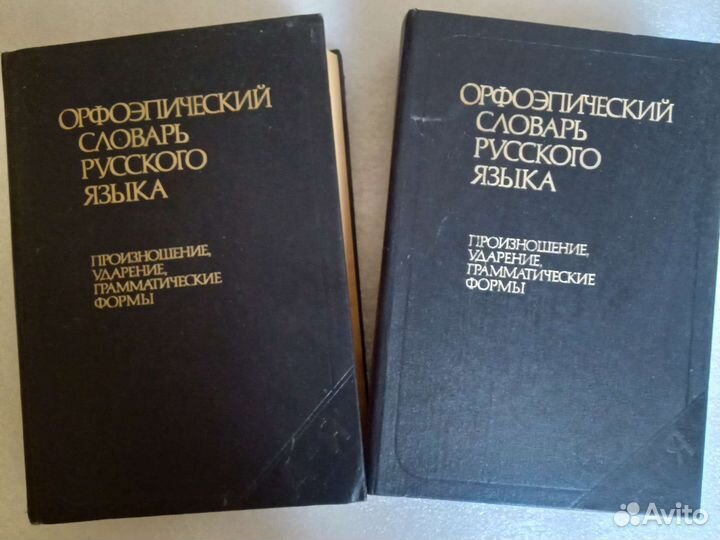 ОРФОЭПИЧЕСКИЙ
СЛОВАРЬ
РУССКОГО
ЯЗЫКА
ПРОИЗНОШЕНИЕ,
УДАРЕНИЕ,
ГРАММАТИЧЕСКИЕ
ФОРМЫ
ОРФОЭПИЧЕСКИЙ
СЛОВАРЬ
РУССКОГО
ЯЗЫКА
ПРОИЗНОШЕНИЕ,
УДАРЕНИЕ,
ГРАММАТИЧЕСКИЕ
ФОРМЫ
Avito